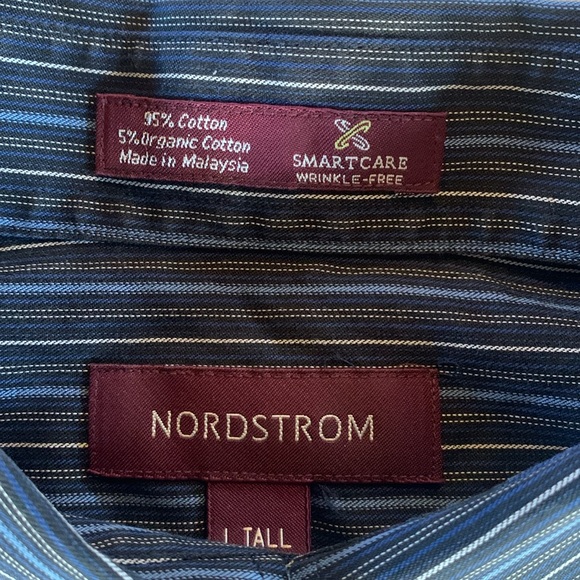 95% Cotton
5% Organic Cotton
Made in Malaysia
SMARTCARE
WRINKLE-FREE
NORDSTROM
L TALL